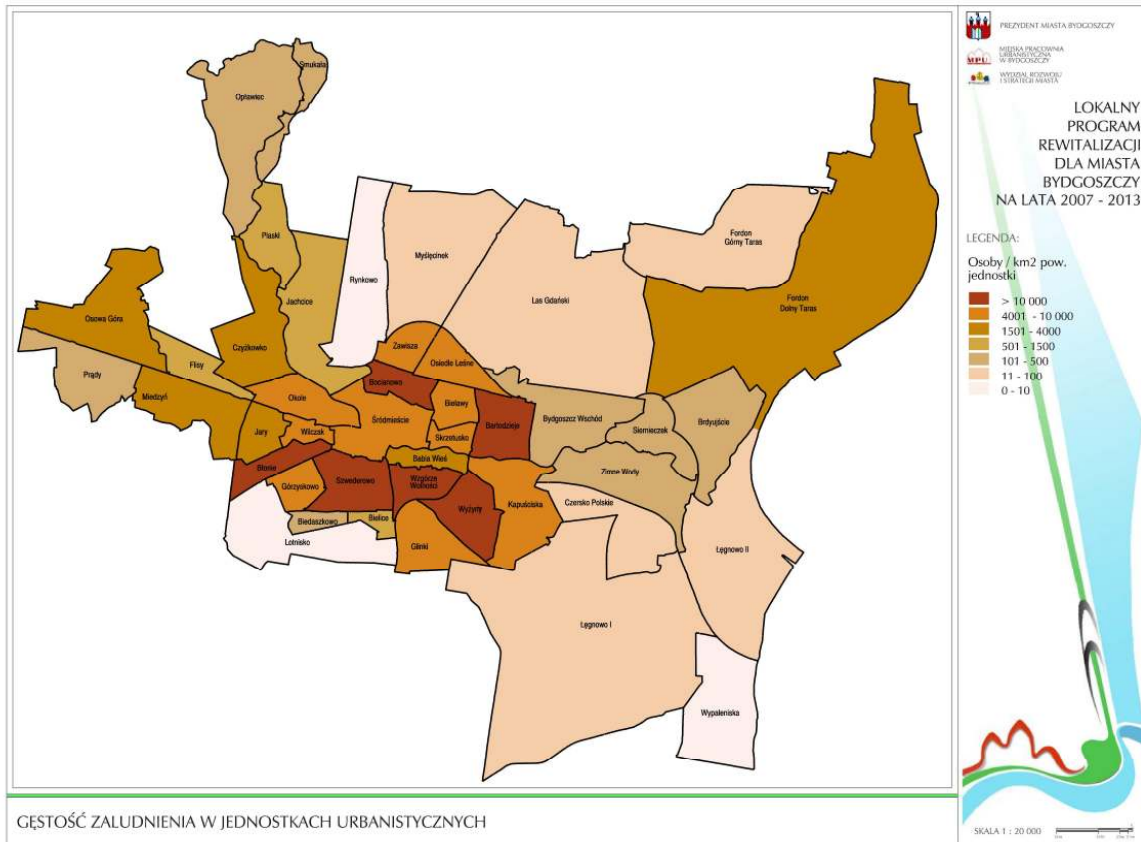 Smukała
Opławiec
Piaski
Rynkowo
Myślęcinek
Fordon
Górny Taras
Las Gdański
Fordon
Dolny Taras
Jachcice
Osowa Góra
Czyżkowko
Zawisza
Flisy
Osiedle Leśne
Prądy
Bocianowo
Miedzyń
Okole
Bielawy
Śródmieście
Bartodzieje
Bydgoszcz Wschód
Brdyujście
Siernieczek
Jary
Wilczak
Skrzetusko
Babia Wieś
Błonie
Zimne Wody
Szwederowo
Wzgórze
Wolności
Górzyskowo
Wyżyny
Kapuściska
Czersko Polskie
Biedaszkowo
Bielice
Lotnisko
Glinki
Łęgnowo II
Łęgnowo I
Wypaleniska
GĘSTOŚĆ ZALUDNIENIA W JEDNOSTKACH URBANISTYCZNYCH
PREZYDENT MIASTA BYDGOSZCZY
MPU
MIEJSKA PRACOWNIA
URBANISTYCZNA
W BYDGOSZCZY
WYDZIAŁ ROZWOJU
I STRATEGII MIASTA
LOKALNY
PROGRAM
REWITALIZACJI
DLA MIASTA
BYDGOSZCZY
NA LATA 2007 - 2013
LEGENDA:
Osoby / km2 pow.
jednostki
> 10 000
4001 - 10 000
1501 - 4000
501 - 1500
101 - 500
11 - 100
0 - 10
SKALA 1 : 20 000